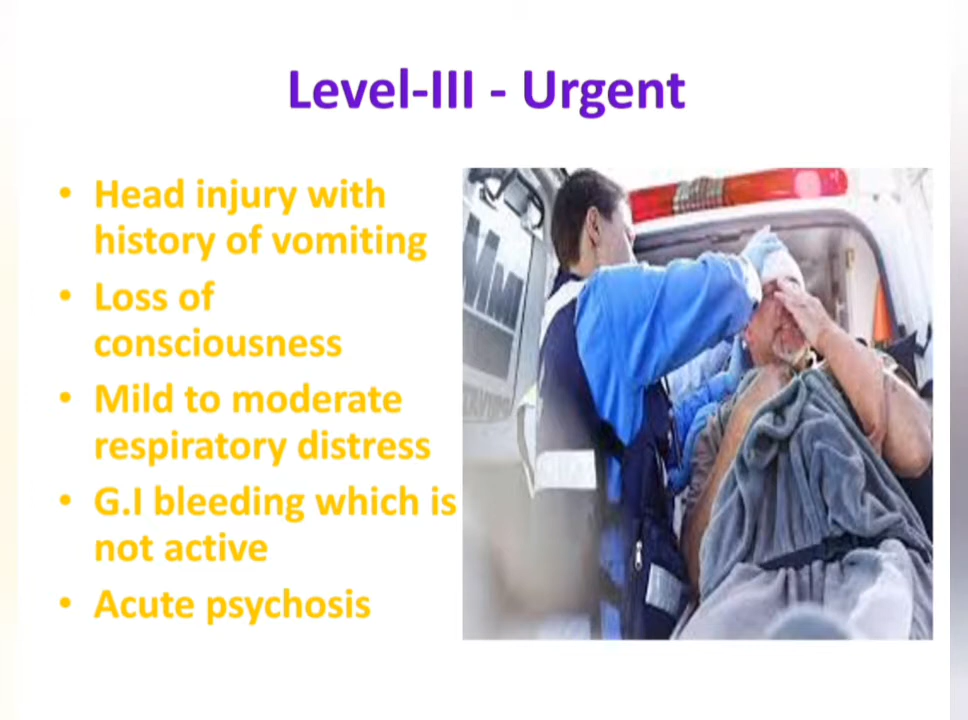 Level-III - Urgent
• Head injury with
history of vomiting
• Loss of
consciousness
• Mild to moderate
respiratory distress
• G.I bleeding which is
not active
• Acute psychosis